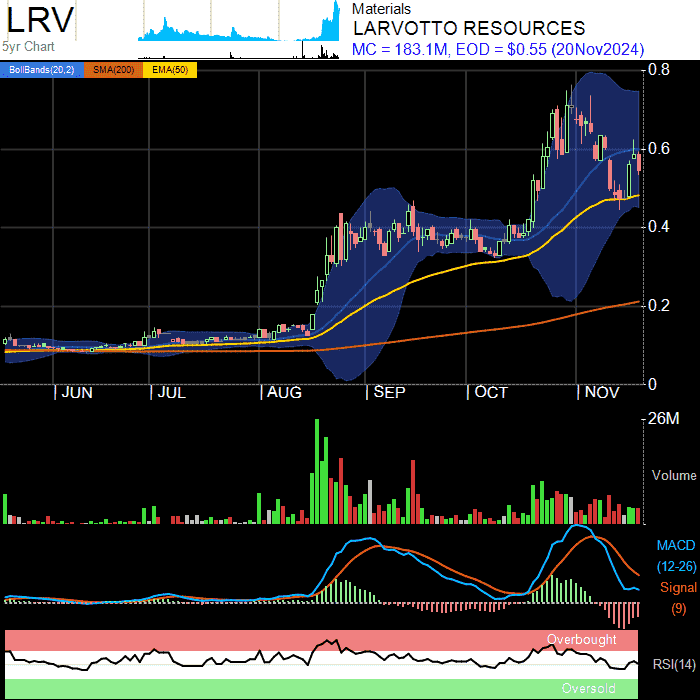 LRV
5yr Chart
Materials
LARVOTTO RESOURCES
MC = 183.1M, EOD = $0.55 (20Nov2024)
BollBands(20,2) SMA(200) EMA(50)
0.8
0.6
0.4
0.2
0
JUN JUL AUG SEP OCT NOV
26M
Volume
MACD
(12-26)
Signal
(9)
Overbought
RSI(14)
Oversold